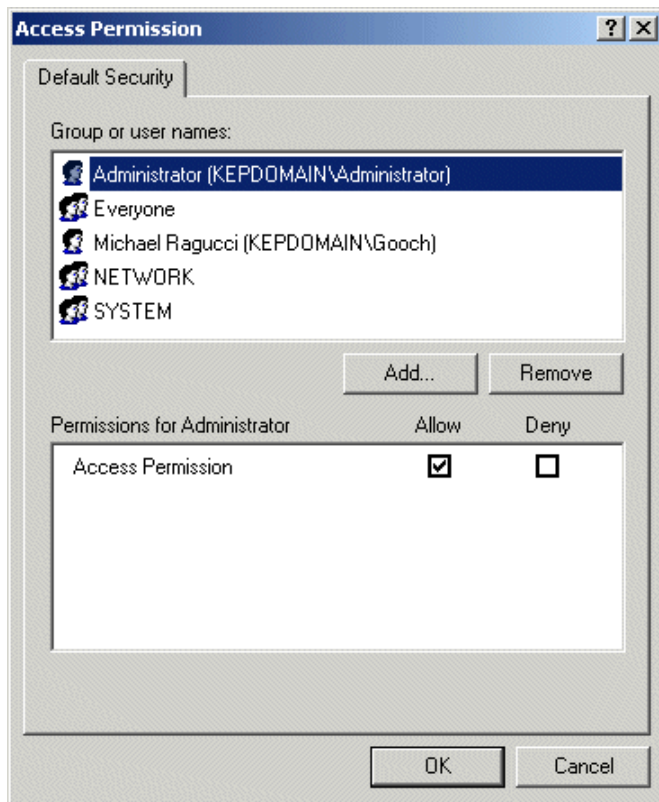 Access Permission
Default Security
Group or user names:
Administrator (KEPDOMAIN\Administrator)
Everyone
Michael Ragucci (KEPDOMAIN\Gooch)
NETWORK
SYSTEM
Add... Remove
Permissions for Administrator Allow Deny
Access Permission
OK Cancel